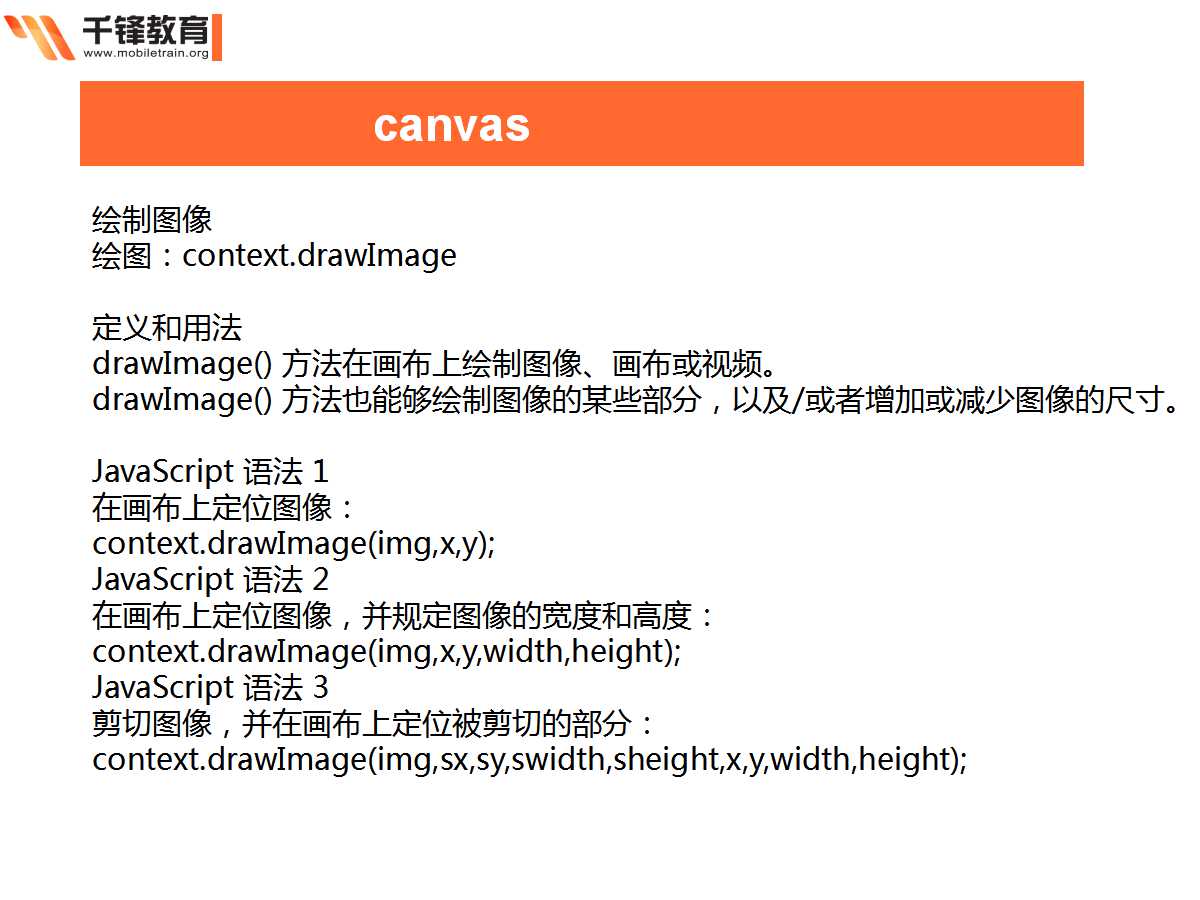 千锋教育
www.mobiletrain.org
canvas
绘制图像
绘图：context.drawImage
定义和用法
drawImage() 方法在画布上绘制图像、画布或视频。
drawImage() 方法也能够绘制图像的某些部分，以及/或者增加或减少图像的尺寸。
JavaScript 语法 1
在画布上定位图像：
context.drawImage(img,x,y);
JavaScript 语法 2
在画布上定位图像，并规定图像的宽度和高度：
context.drawImage(img,x,y,width,height);
JavaScript 语法 3
剪切图像，并在画布上定位被剪切的部分：
context.drawImage(img,sx,sy,swidth,sheight,x,y,width,height);